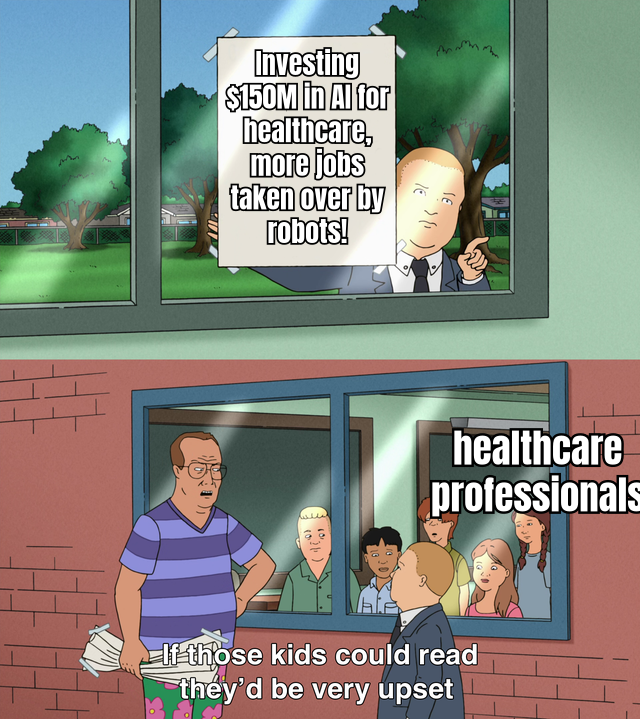 Investing
$150M in AI for
healthcare,
more jobs
taken over by
robots!
healthcare
professionals
If those kids could read
they'd be very upset